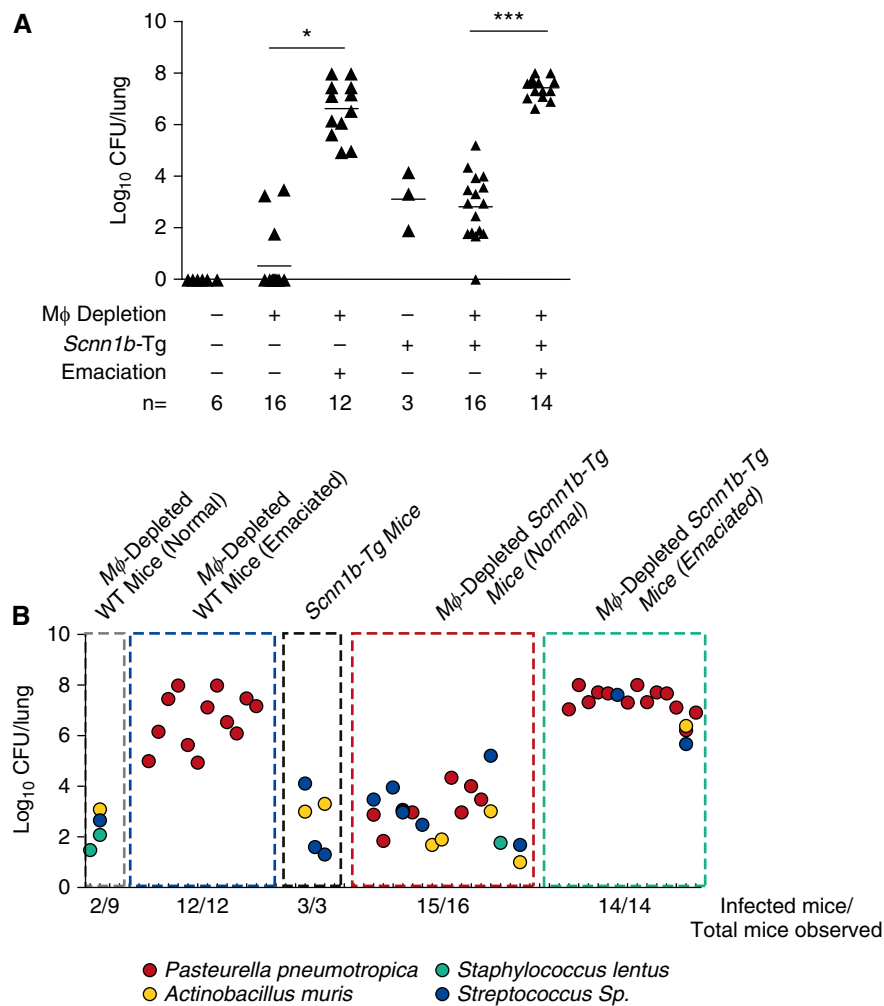 A
10
8
6
4
2
0
Log10 CFU/lung
*
***
Mϕ Depletion − + + − + +
Scnn1b-Tg − − − + + +
Emaciation − − + − − +
n= 6 16 12 3 16 14
Mϕ-Depleted
WT Mice (Normal)
Mϕ-Depleted
WT Mice (Emaciated)
Scnn1b-Tg Mice
Mϕ-Depleted Scnn1b-Tg
Mice (Normal)
Mϕ-Depleted Scnn1b-Tg
Mice (Emaciated)
B
10
8
6
4
2
0
Log10 CFU/lung
2/9 12/12 3/3 15/16 14/14 Infected mice/
Total mice observed
Pasteurella pneumotropica Staphylococcus lentus
Actinobacillus muris Streptococcus Sp.